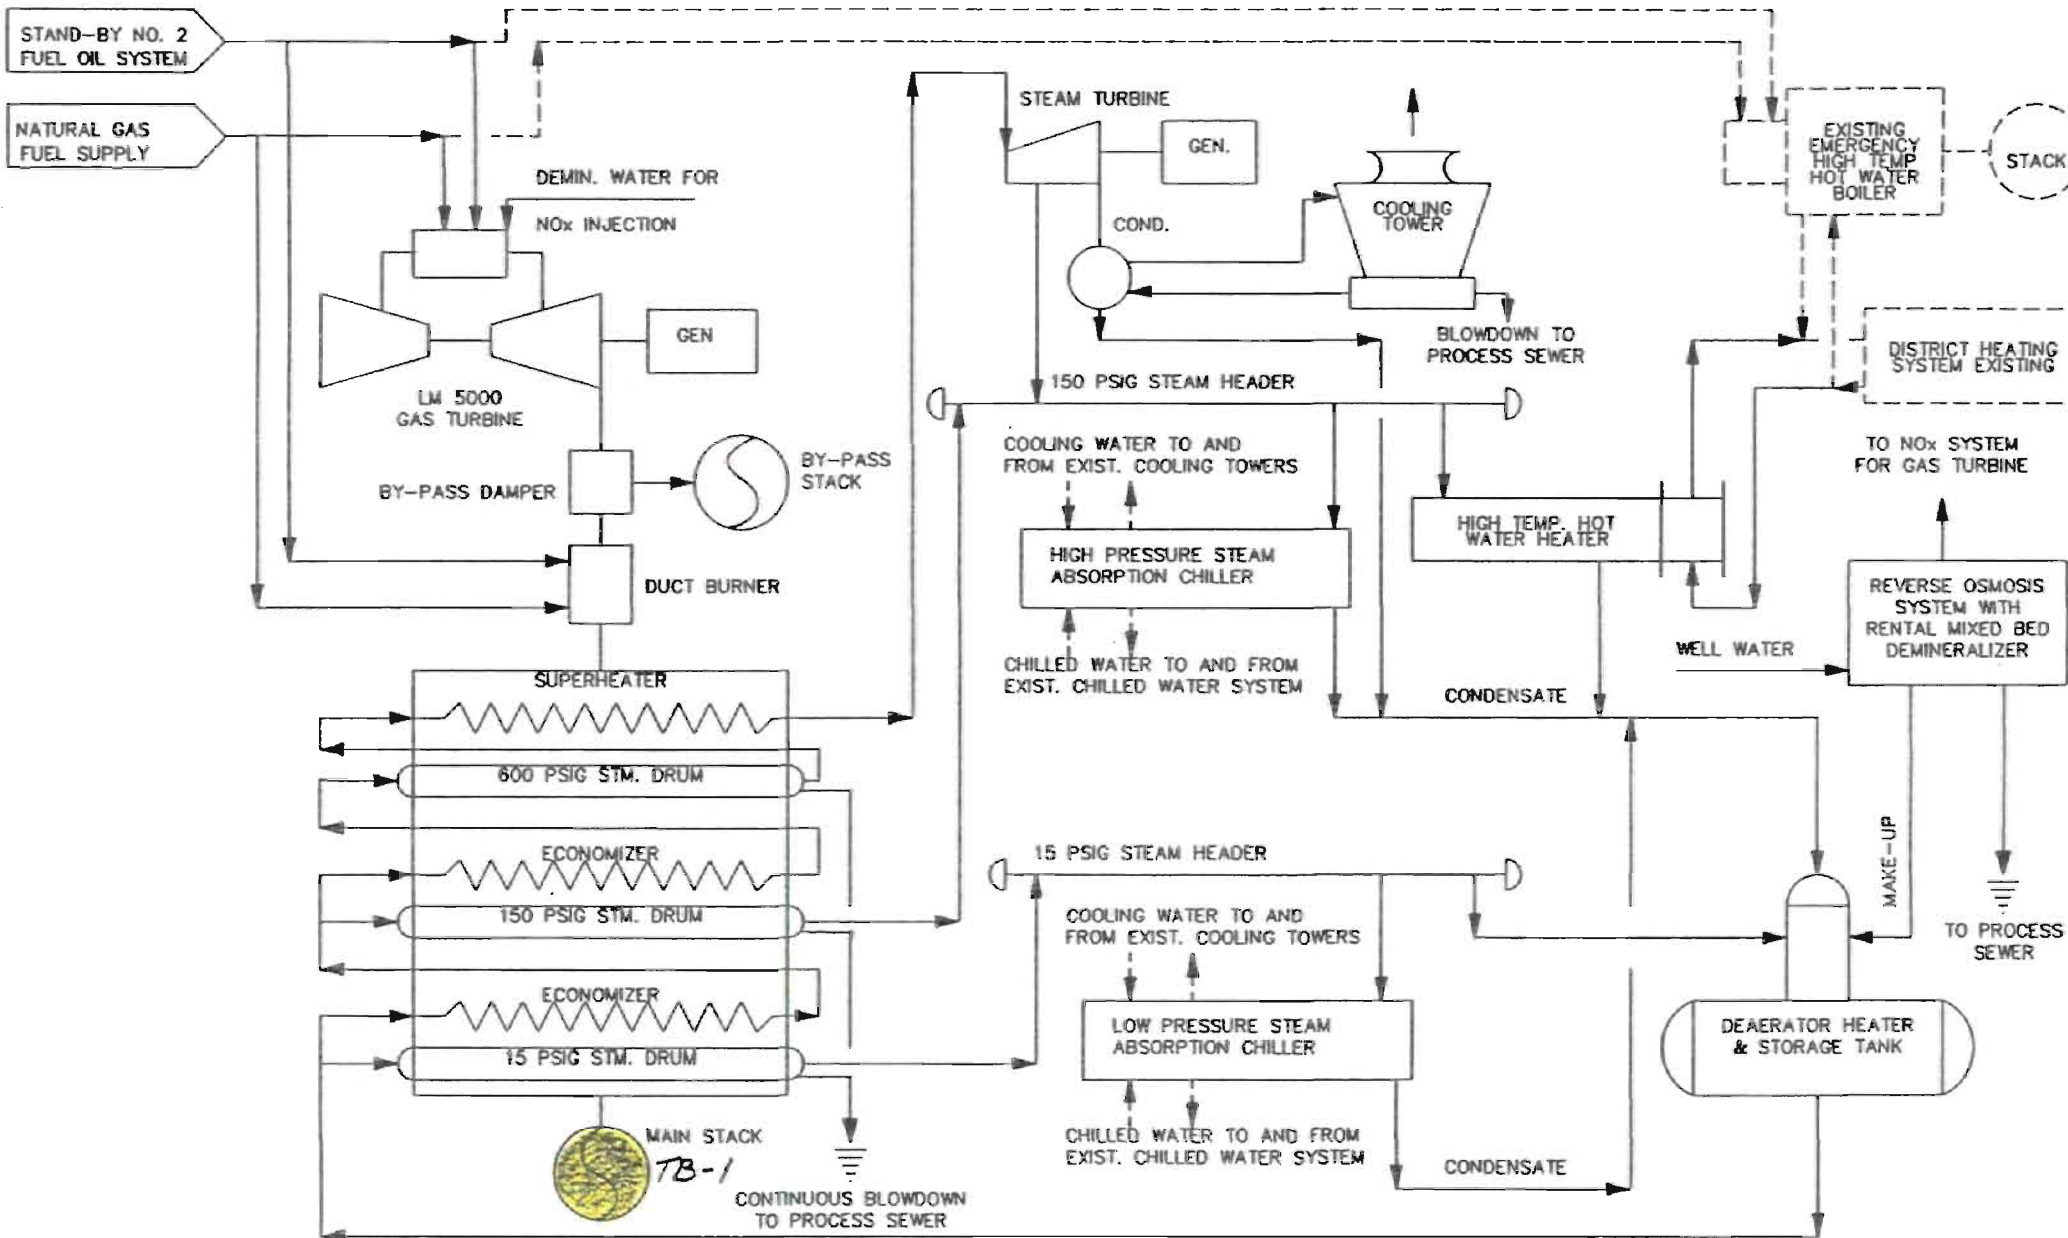 STAND-BY NO. 2
FUEL OIL SYSTEM
NATURAL GAS
FUEL SUPPLY
DEMIN. WATER FOR
NOx INJECTION
GEN
LM 5000
GAS TURBINE
BY-PASS DAMPER
BY-PASS
STACK
DUCT BURNER
SUPERHEATER
600 PSIG STM. DRUM
ECONOMIZER
150 PSIG STM. DRUM
ECONOMIZER
15 PSIG STM. DRUM
MAIN STACK
TB-1
CONTINUOUS BLOWDOWN
TO PROCESS SEWER
STEAM TURBINE
GEN.
COND.
COOLING
TOWER
BLOWDOWN TO
PROCESS SEWER
150 PSIG STEAM HEADER
COOLING WATER TO AND
FROM EXIST. COOLING TOWERS
HIGH PRESSURE STEAM
ABSORPTION CHILLER
CHILLED WATER TO AND FROM
EXIST. CHILLED WATER SYSTEM
HIGH TEMP. HOT
WATER HEATER
CONDENSATE
15 PSIG STEAM HEADER
COOLING WATER TO AND
FROM EXIST. COOLING TOWERS
LOW PRESSURE STEAM
ABSORPTION CHILLER
CHILLED WATER TO AND FROM
EXIST. CHILLED WATER SYSTEM
CONDENSATE
EXISTING
EMERGENCY
HIGH TEMP
HOT WATER
BOILER
STACK
DISTRICT HEATING
SYSTEM EXISTING
TO NOx SYSTEM
FOR GAS TURBINE
REVERSE OSMOSIS
SYSTEM WITH
RENTAL MIXED BED
DEMINERALIZER
WELL WATER
MAKE-UP
TO PROCESS
SEWER
DEAERATOR HEATER
& STORAGE TANK